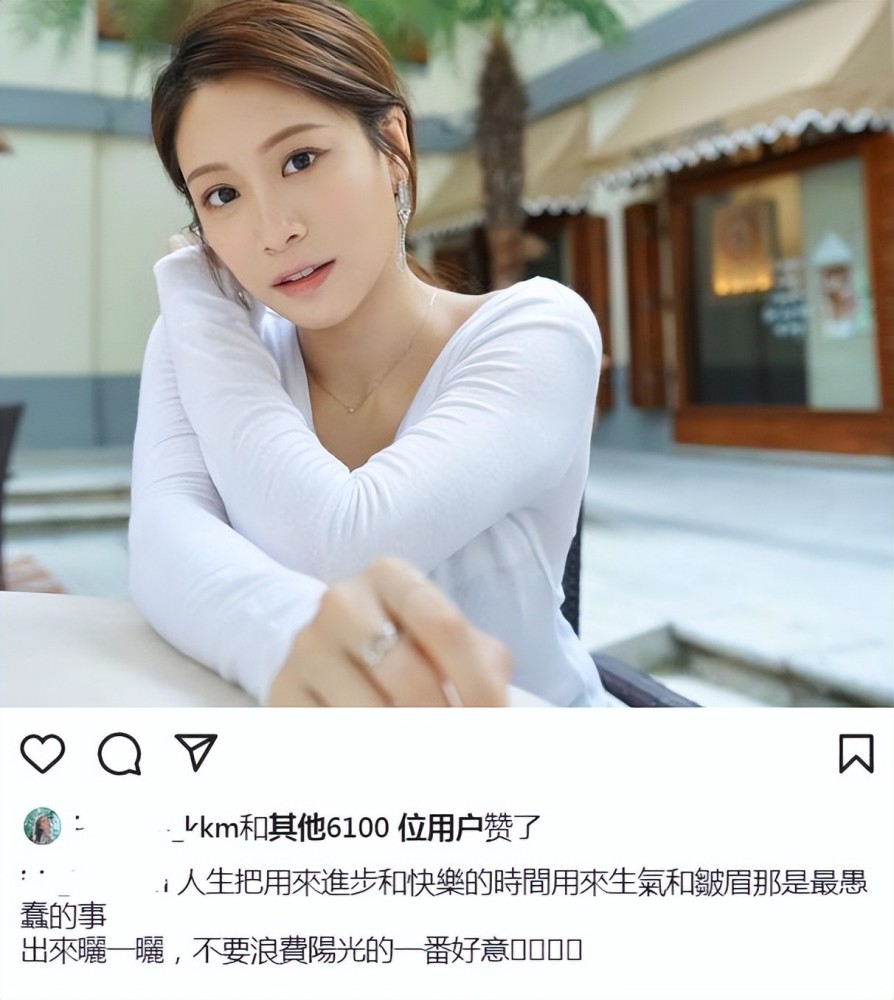 km和其他6100 位用户赞了
人生把用來進步和快樂的時間用來生氣和皺眉那是最愚
蠢的事
出來曬一曬，不要浪費陽光的一番好意